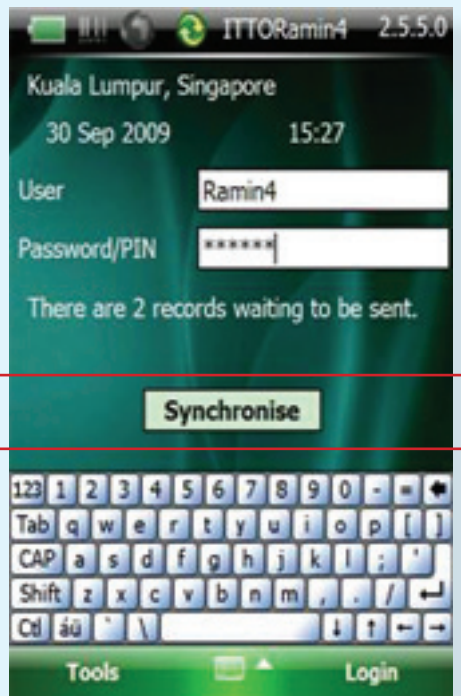 ITTORamin4 2.5.5.0
Kuala Lumpur, Singapore
30 Sep 2009 15:27
User Ramin4
Password/PIN ******
There are 2 records waiting to be sent.
Synchronise
123 1 2 3 4 5 6 7 8 9 0 - =
Tab q w e r t y u i o p [ ]
CAP a s d f g h j k l ; '
Shift z x c v b n m , . /
Ctl áü ` \
Tools Login